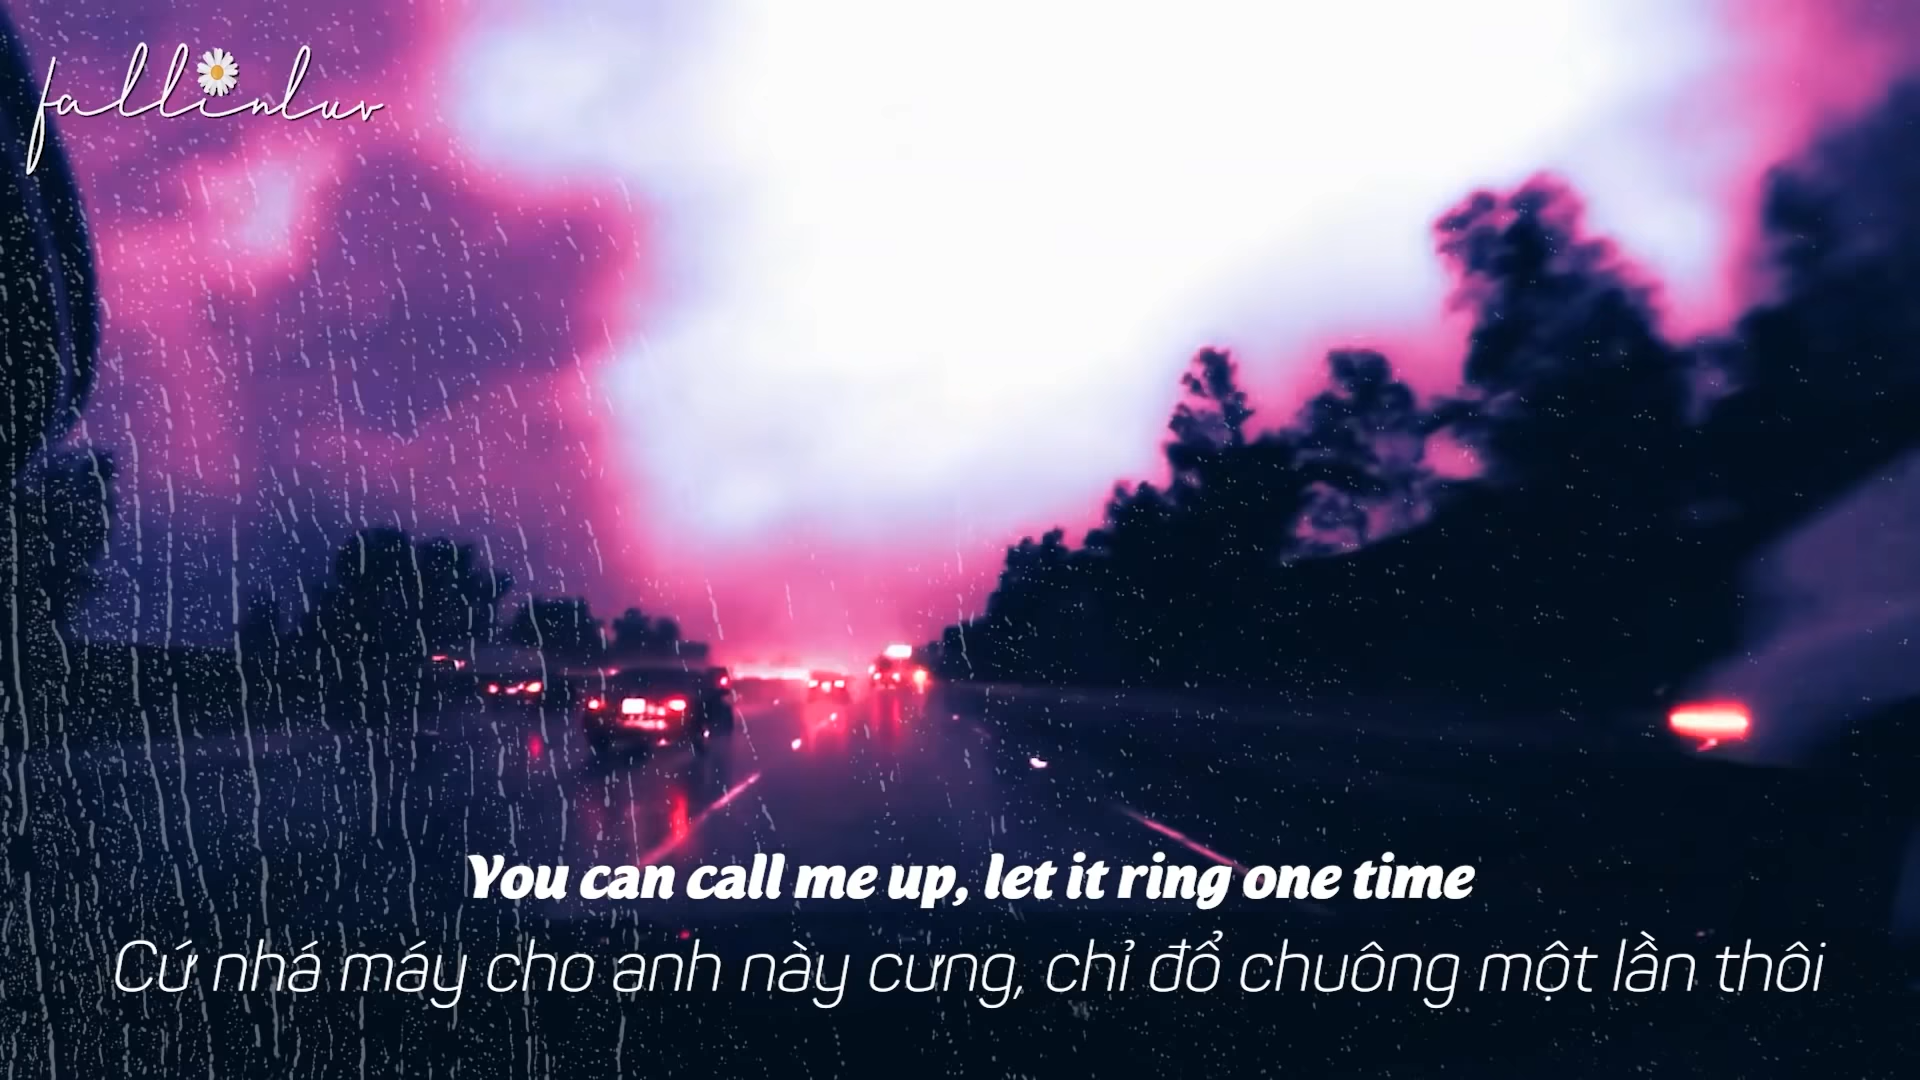 fallinluv
You can call me up, let it ring one time
Cứ nhá máy cho anh này cưng, chỉ đổ chuông một lần thôi